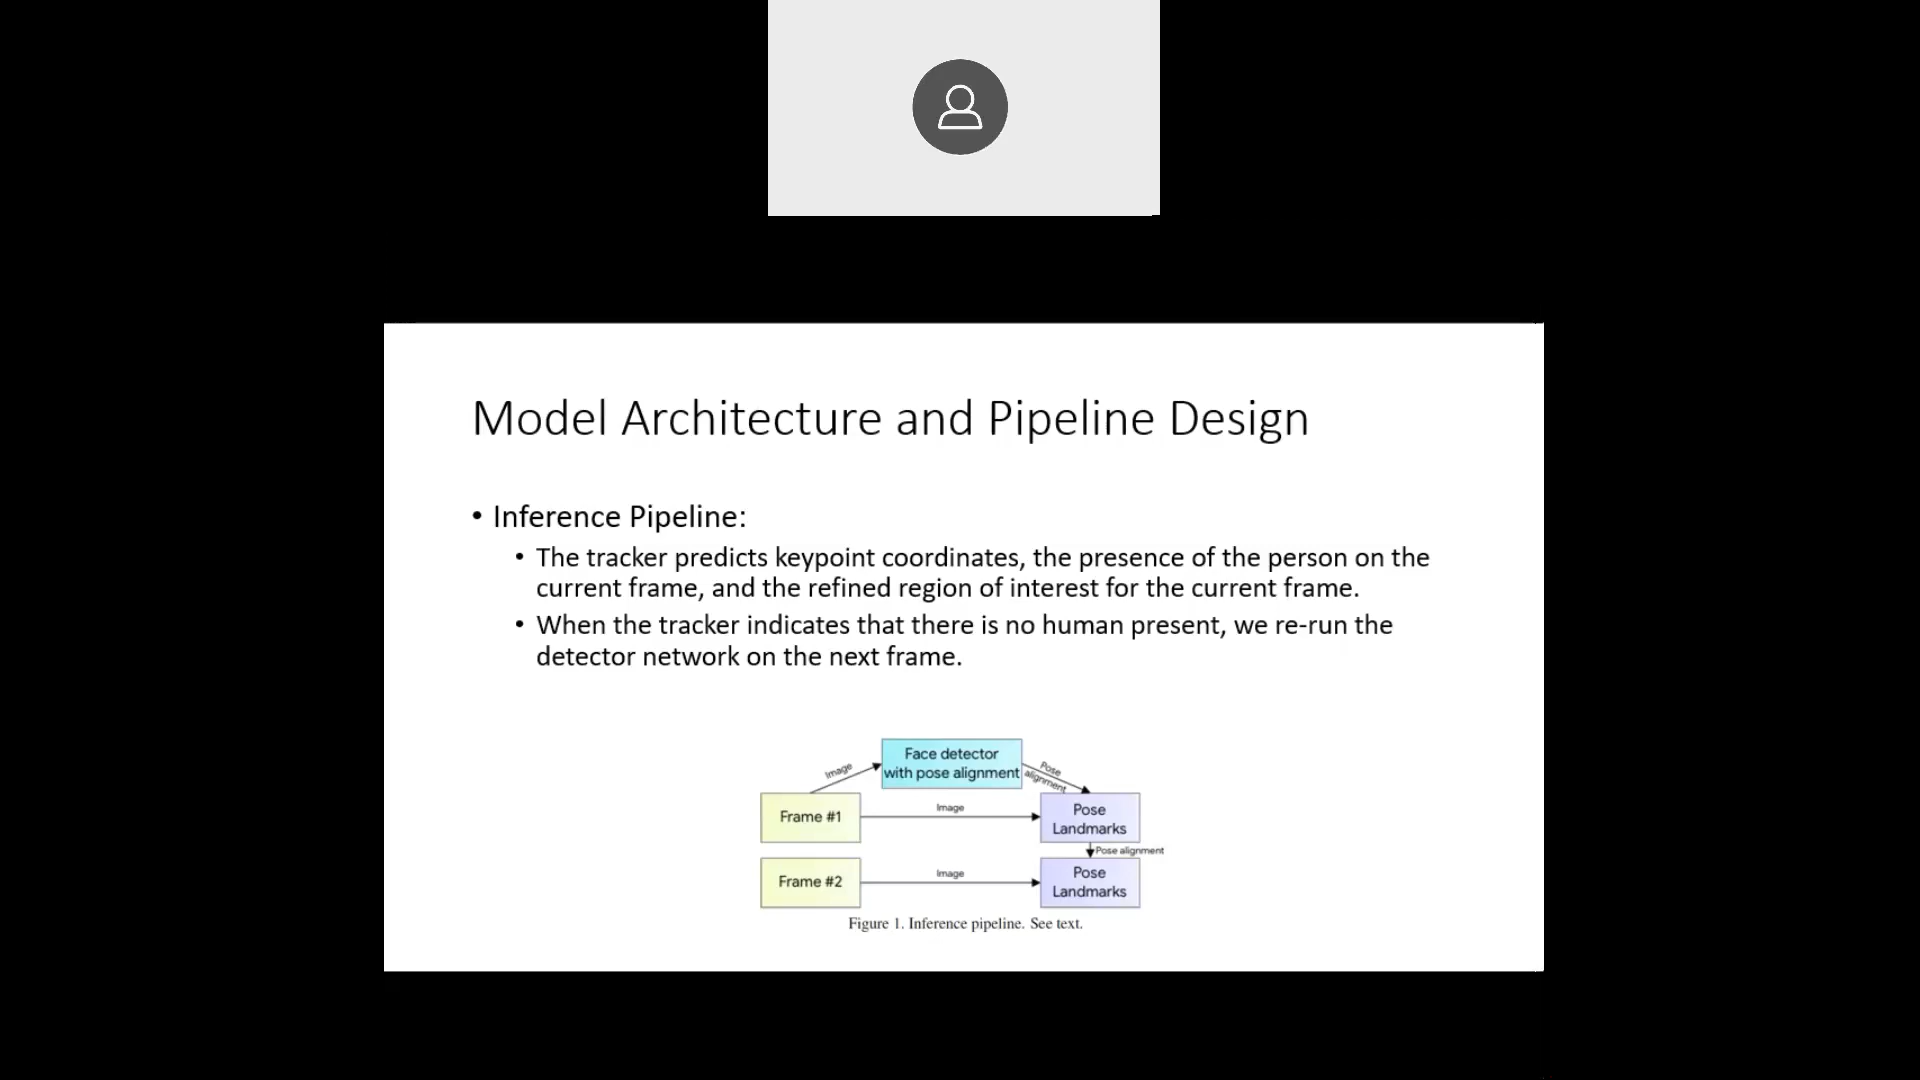 Model Architecture and Pipeline Design
• Inference Pipeline:
• The tracker predicts keypoint coordinates, the presence of the person on the
current frame, and the refined region of interest for the current frame.
• When the tracker indicates that there is no human present, we re-run the
detector network on the next frame.
Face detector
with pose alignment
Image
Pose
alignment
Frame #1
Image
Pose
Landmarks
Pose alignment
Frame #2
Image
Pose
Landmarks
Figure 1. Inference pipeline. See text.